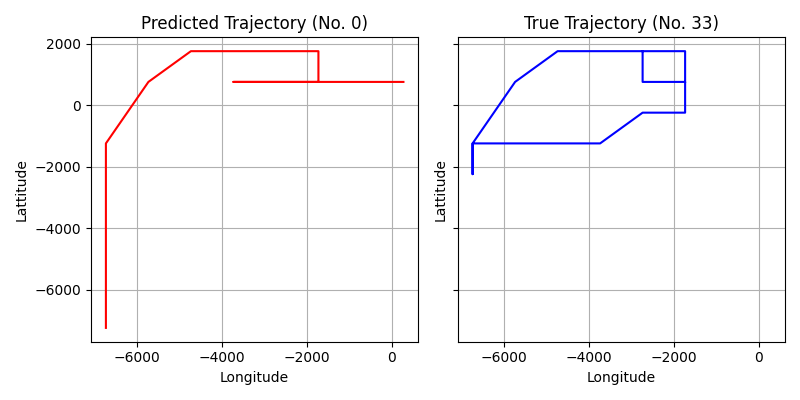 Predicted Trajectory (No. 0)
2000
0
−2000
−4000
−6000
Lattitude
−6000 −4000 −2000 0
Longitude
True Trajectory (No. 33)
Lattitude
−6000 −4000 −2000 0
Longitude